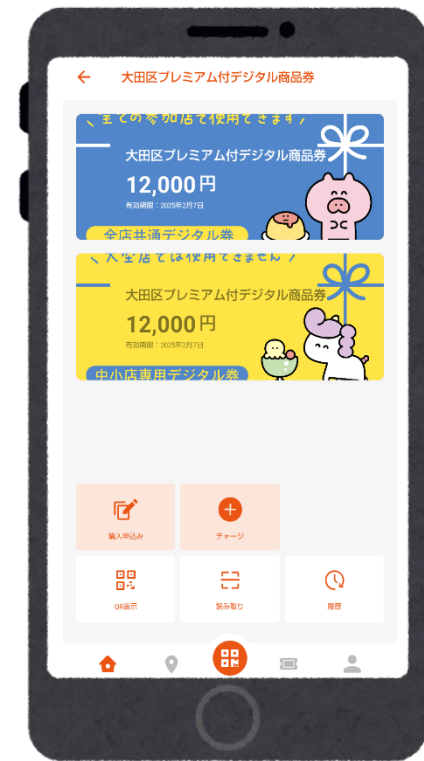 大田区プレミアム付デジタル商品券
全ての参加店で使用できます
大田区プレミアム付デジタル商品券
12,000円
有効期限：2025年2月7日
全店共通デジタル券
大型店では使用できません
大田区プレミアム付デジタル商品券
12,000円
有効期限：2025年2月7日
中小店専用デジタル券
購入申込み
チャージ
QR表示
読み取り
履歴